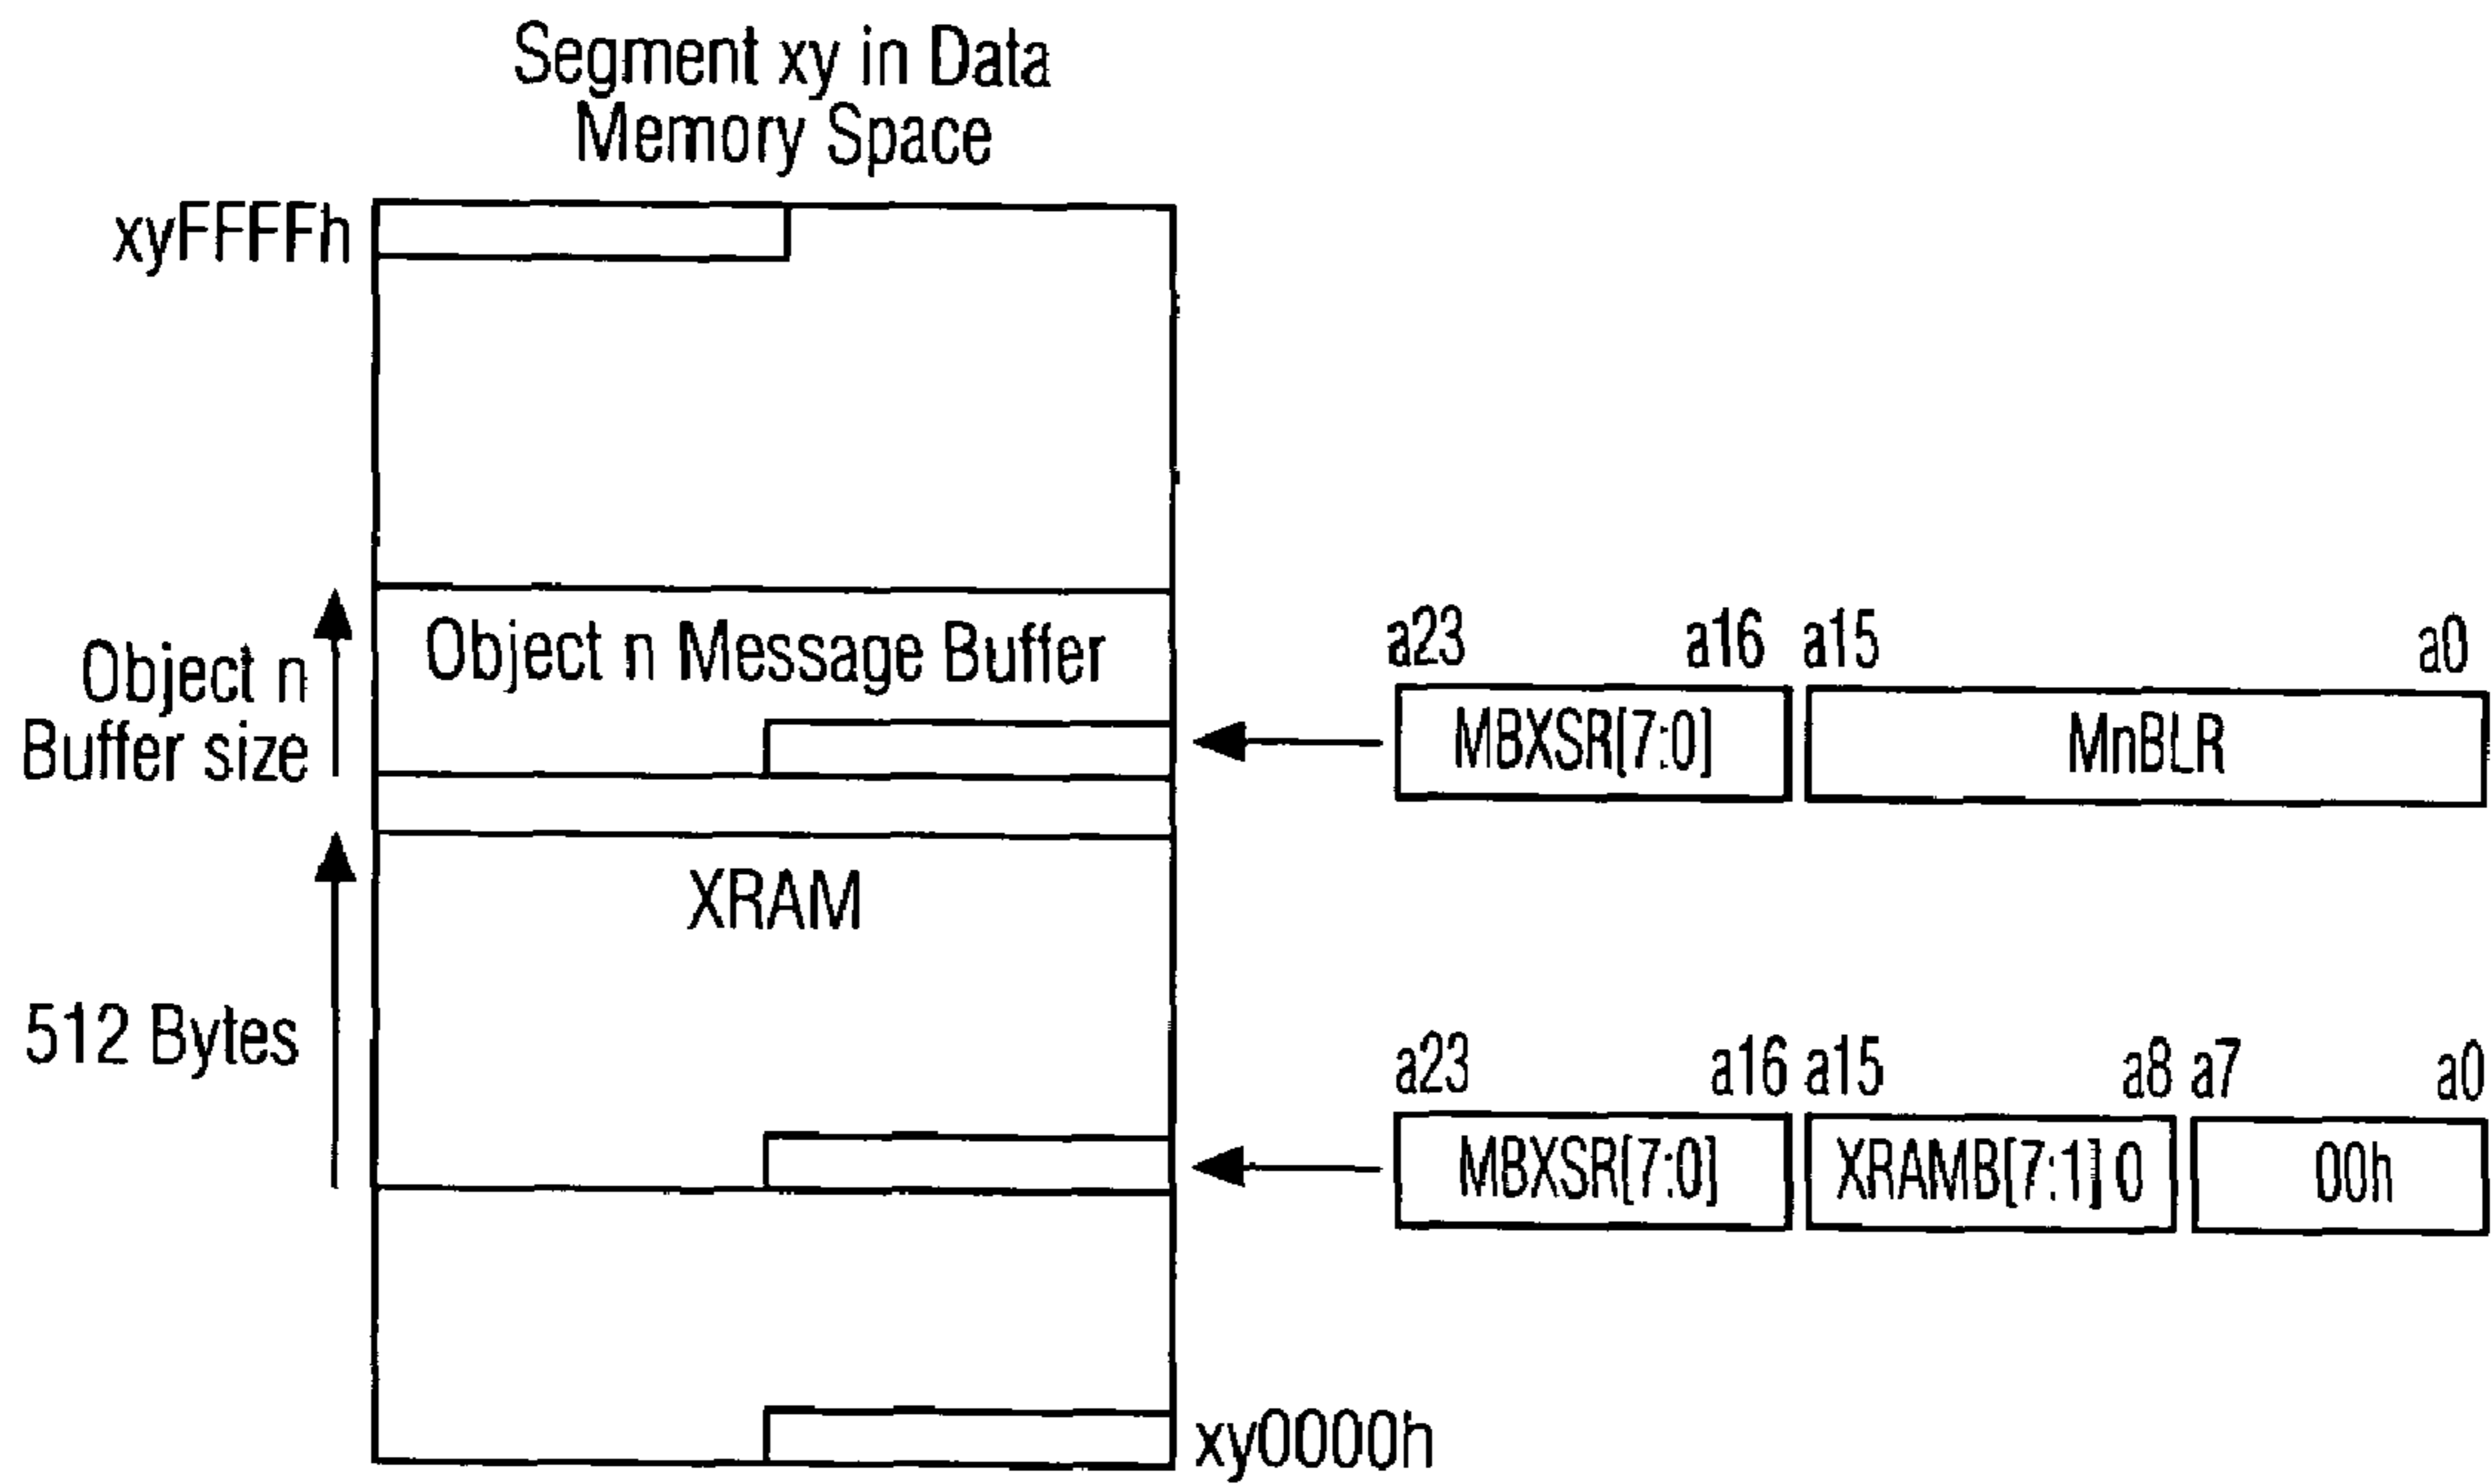 Segment xy in Data
Memory Space
xyFFFFh
Object n
Buffer size
Object n Message Buffer
a23 a16 a15 a0
MBXSR[7:0] MnBLR
XRAM
512 Bytes
a23 a16 a15 a8 a7 a0
MBXSR[7:0] XRAMB[7:1] 0 00h
xy0000h